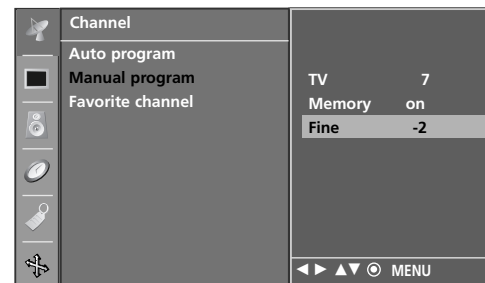 Channel
Auto program
Manual program
Favorite channel
TV 7
Memory on
Fine -2
◄ ► ▲▼ ⦿ MENU